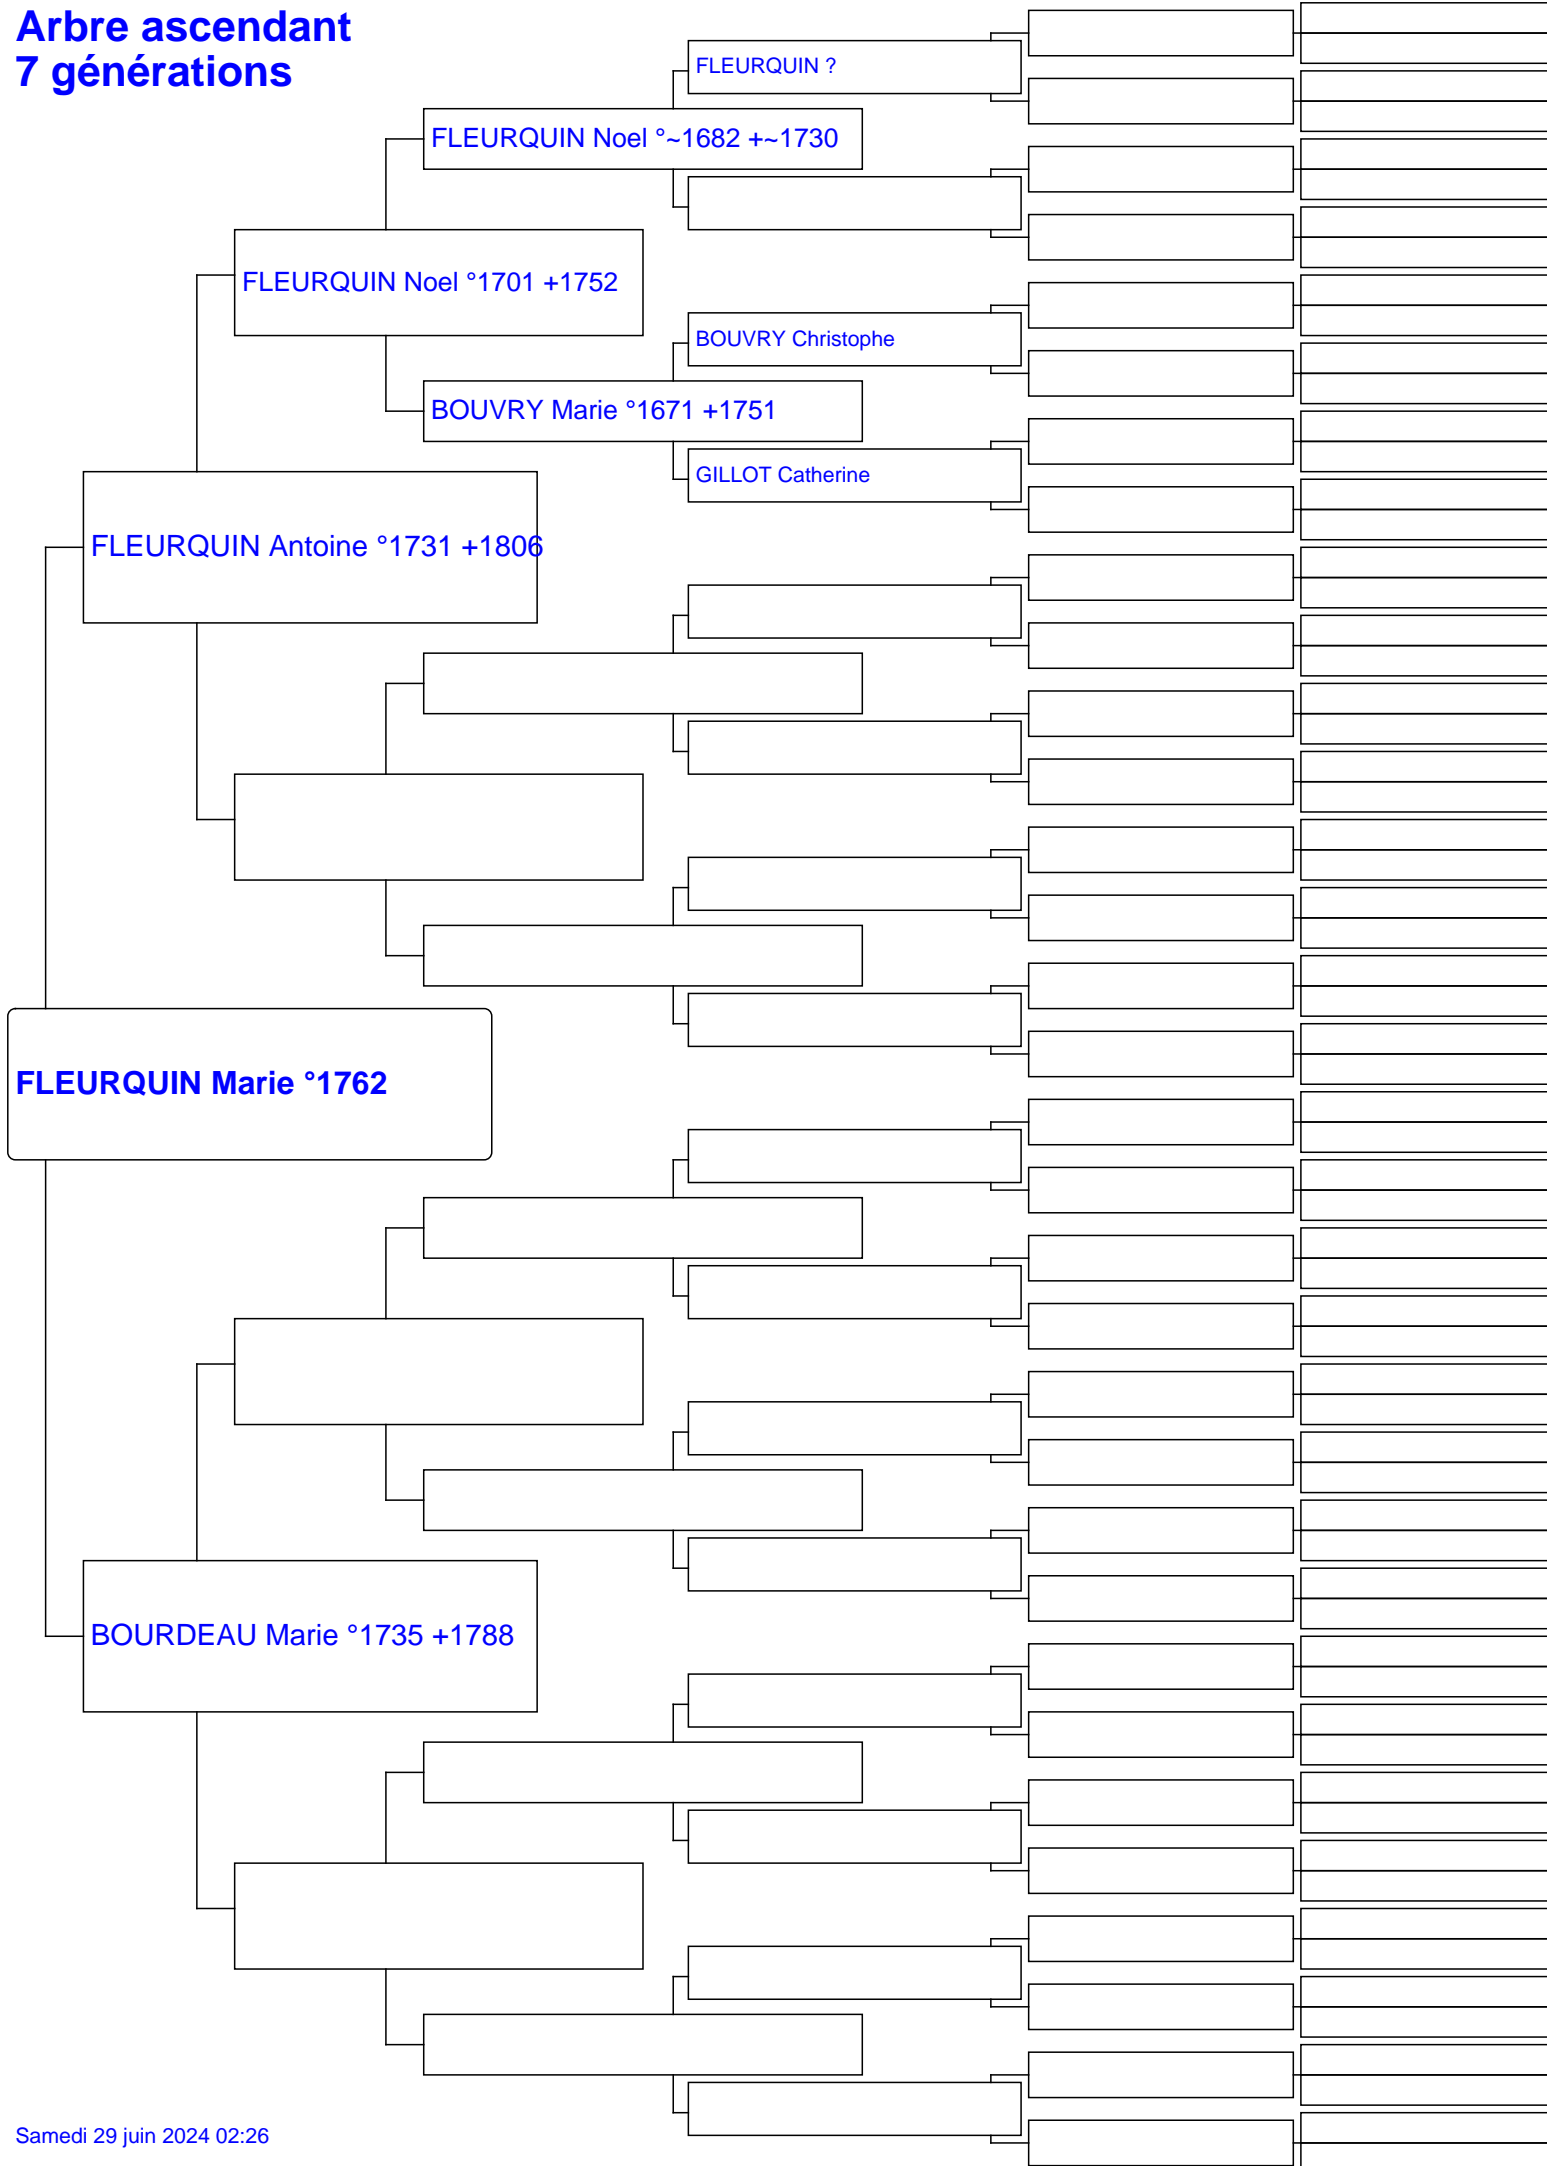 Arbre ascendant
7 générations
FLEURQUIN ?
FLEURQUIN Noel °~1682 +~1730
FLEURQUIN Noel °1701 +1752
BOUVRY Christophe
BOUVRY Marie °1671 +1751
GILLOT Catherine
FLEURQUIN Antoine °1731 +1806
FLEURQUIN Marie °1762
BOURDEAU Marie °1735 +1788
Samedi 29 juin 2024 02:26